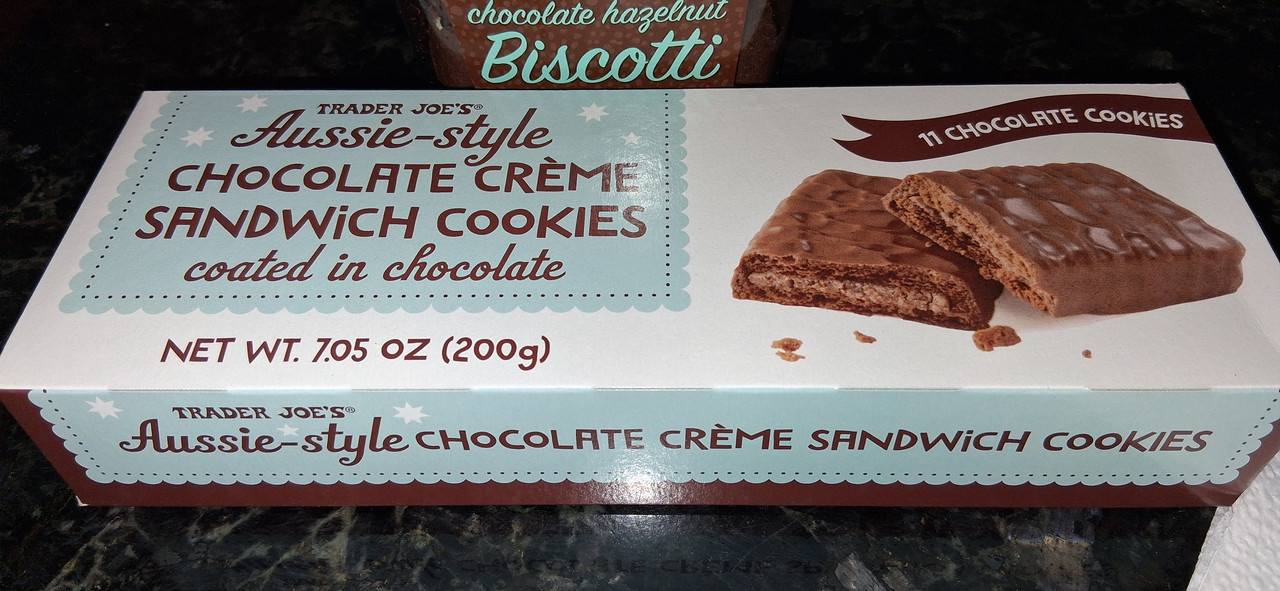 chocolate hazelnut
Biscotti
TRADER JOE'S®
Aussie-style
CHOCOLATE CRÈME
SANDWiCH COOKiES
coated in chocolate
NET WT. 7.05 OZ (200g)
11 CHOCOLATE COOKiES
TRADER JOE'S®
Aussie-style CHOCOLATE CRÈME SANDWiCH COOKIES